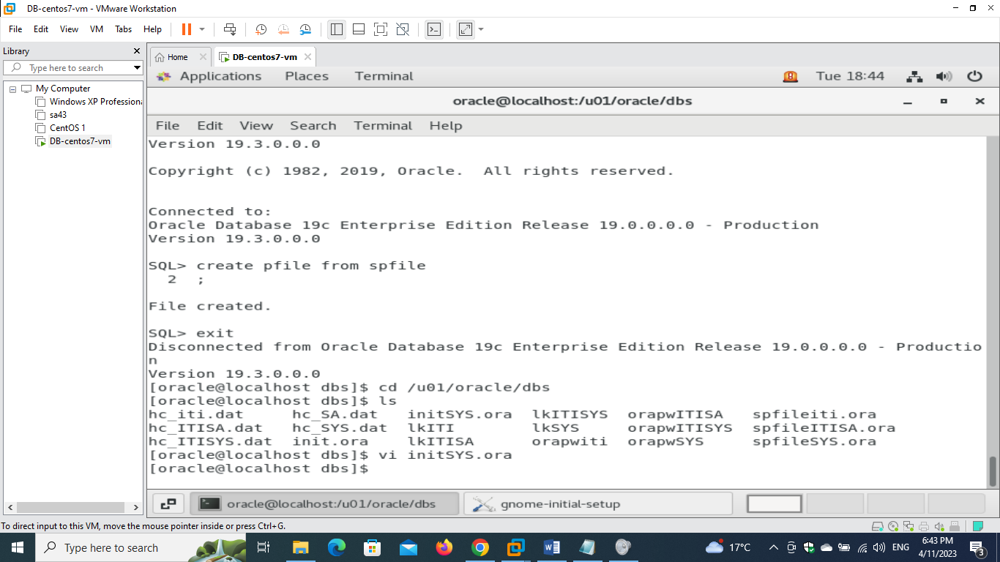 DB-centos7-vm - VMware Workstation
File Edit View VM Tabs Help
Library
Type here to search
My Computer
Windows XP Professiona
sa43
CentOS 1
DB-centos7-vm
Home
DB-centos7-vm
Applications Places Terminal Tue 18:44
oracle@localhost:/u01/oracle/dbs
File Edit View Search Terminal Help
Version 19.3.0.0.0
Copyright (c) 1982, 2019, Oracle.  All rights reserved.
Connected to:
Oracle Database 19c Enterprise Edition Release 19.0.0.0.0 - Production
Version 19.3.0.0.0
SQL> create pfile from spfile
  2  ;
File created.
SQL> exit
Disconnected from Oracle Database 19c Enterprise Edition Release 19.0.0.0.0 - Productio
n
Version 19.3.0.0.0
[oracle@localhost dbs]$ cd /u01/oracle/dbs
[oracle@localhost dbs]$ ls
hc_iti.dat     hc_SA.dat   initSYS.ora  lkITISYS  orapwITISA   spfileiti.ora
hc_ITISA.dat   hc_SYS.dat  lkITI        lkSYS     orapwITISYS  spfileITISA.ora
hc_ITISYS.dat  init.ora    lkITISA      orapwiti  orapwSYS     spfileSYS.ora
[oracle@localhost dbs]$ vi initSYS.ora
[oracle@localhost dbs]$
oracle@localhost:/u01/oracle/dbs
gnome-initial-setup
To direct input to this VM, move the mouse pointer inside or press Ctrl+G.
Type here to search
17°C
ENG
6:43 PM
4/11/2023
3